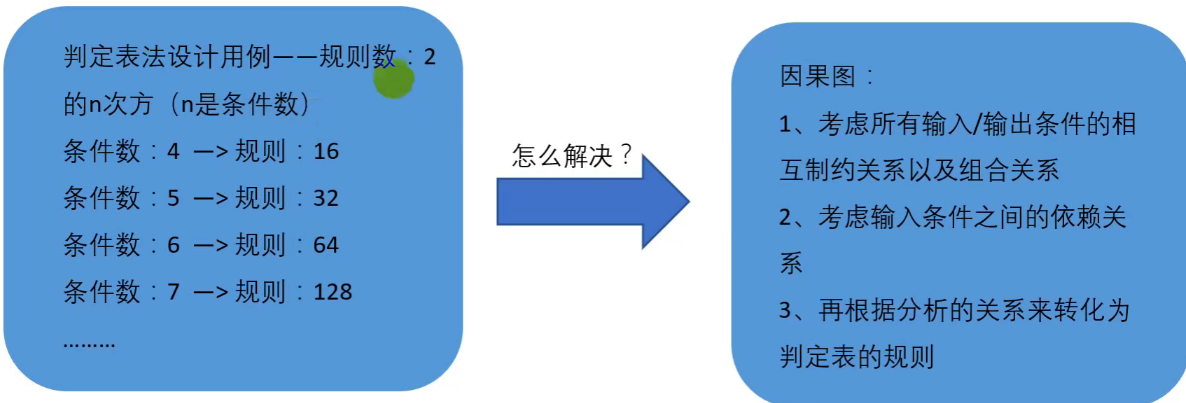 判定表法设计用例——规则数：2
的n次方（n是条件数）
条件数：4 —> 规则：16
条件数：5 —> 规则：32
条件数：6 —> 规则：64
条件数：7 —> 规则：128
………
怎么解决？
因果图：
1、考虑所有输入/输出条件的相
互制约关系以及组合关系
2、考虑输入条件之间的依赖关
系
3、再根据分析的关系来转化为
判定表的规则